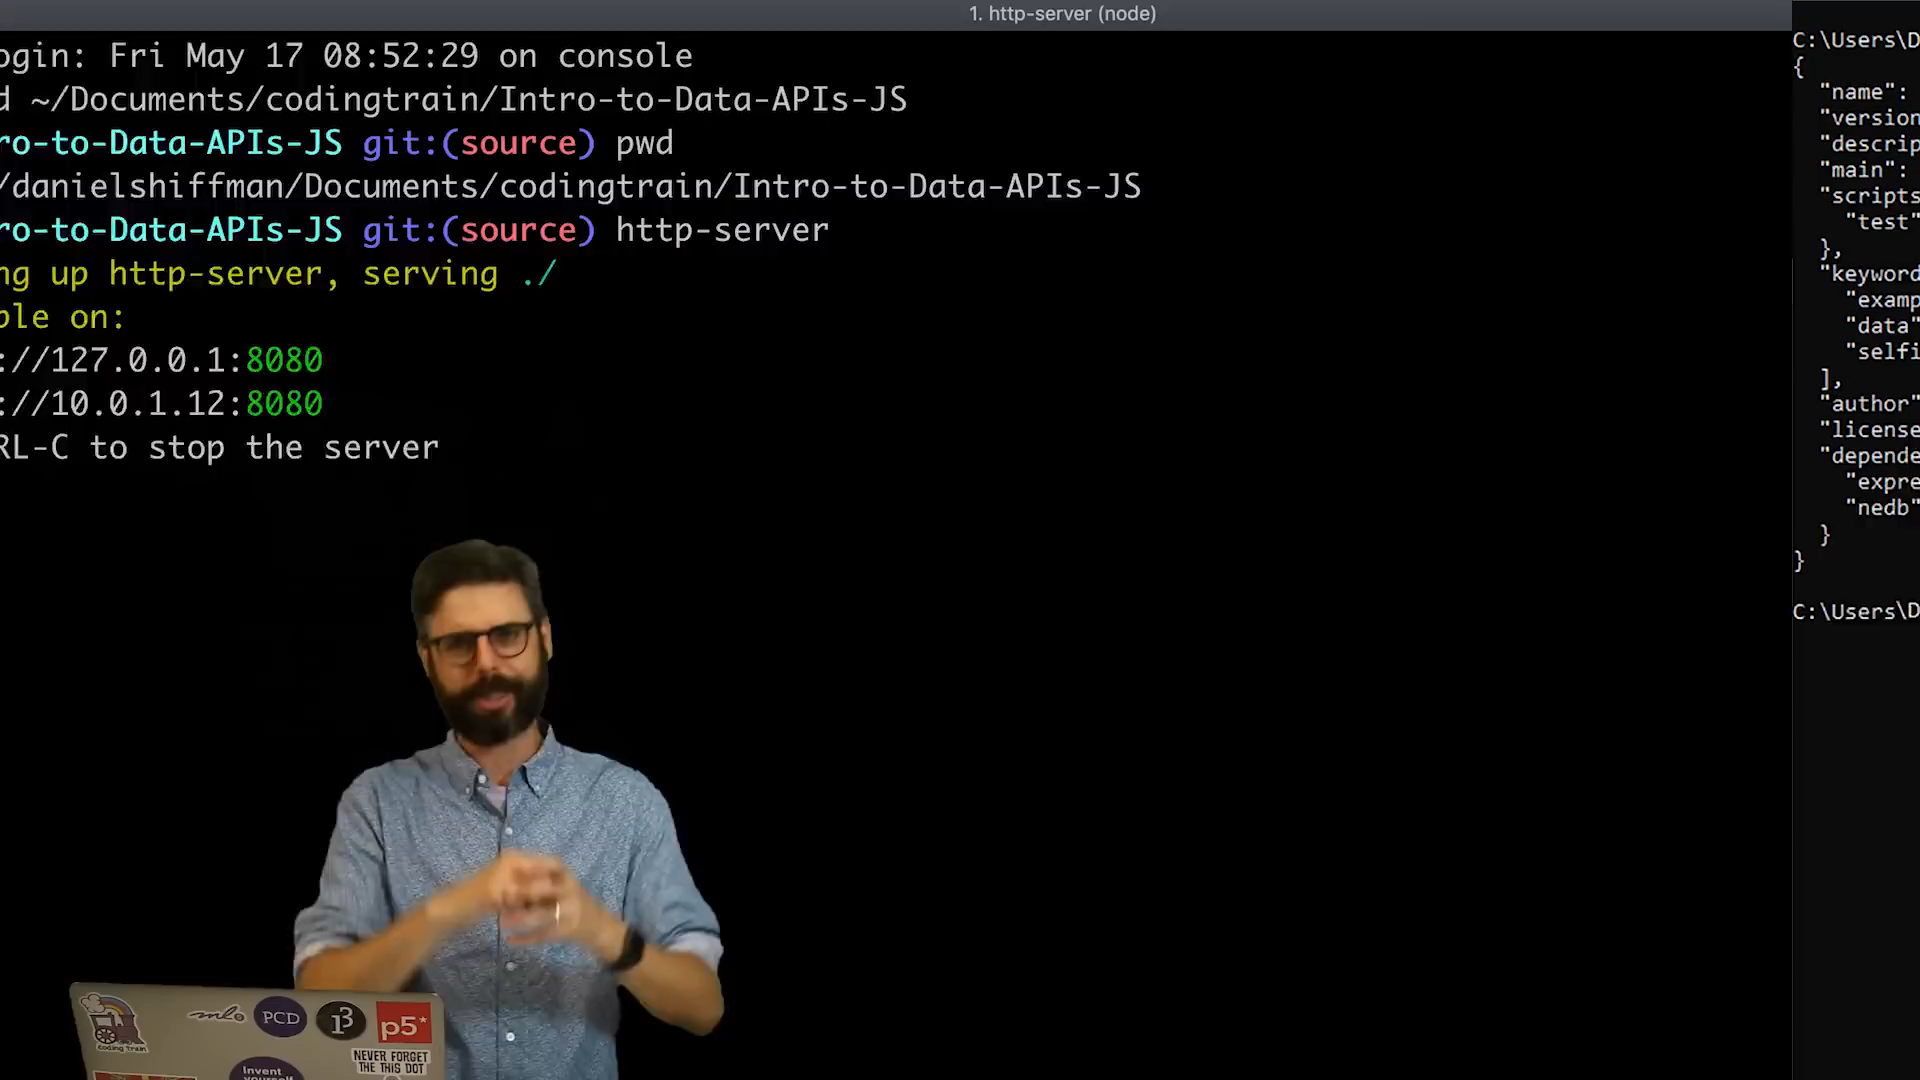 1. http-server (node)
ogin: Fri May 17 08:52:29 on console
d ~/Documents/codingtrain/Intro-to-Data-APIs-JS
ro-to-Data-APIs-JS git:(source) pwd
/danielshiffman/Documents/codingtrain/Intro-to-Data-APIs-JS
ro-to-Data-APIs-JS git:(source) http-server
ng up http-server, serving ./
ble on:
://127.0.0.1:8080
://10.0.1.12:8080
RL-C to stop the server
C:\Users\D
{
"name":
"version
"descrip
"main":
"scripts
"test"
},
"keyword
"examp
"data"
"selfi
],
"author"
"license
"depende
"expre
"nedb"
}
}
C:\Users\D
coding train
PCD
p5*
NEVER FORGET
THE THIS DOT
Invent
yourself